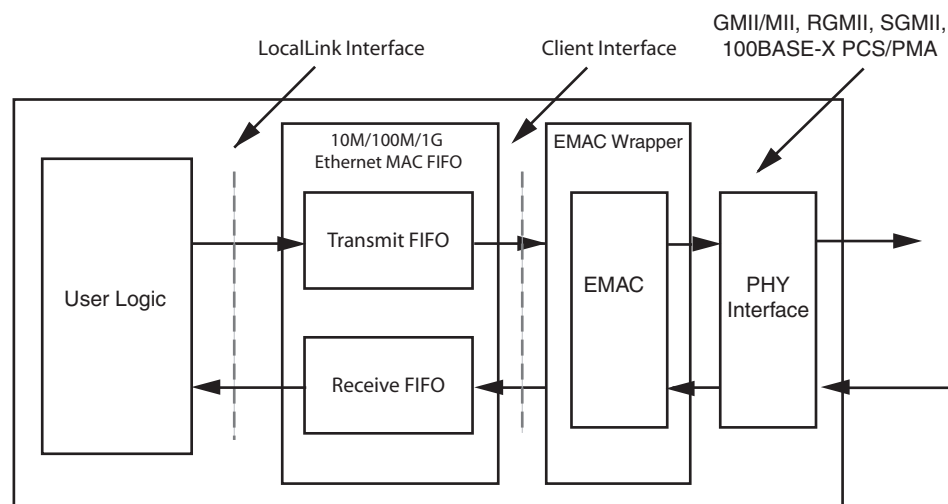 GMII/MII, RGMII, SGMII,
100BASE-X PCS/PMA
LocalLink Interface
Client Interface
10M/100M/1G
Ethernet MAC FIFO
EMAC Wrapper
Transmit FIFO
User Logic
EMAC
PHY
Interface
Receive FIFO